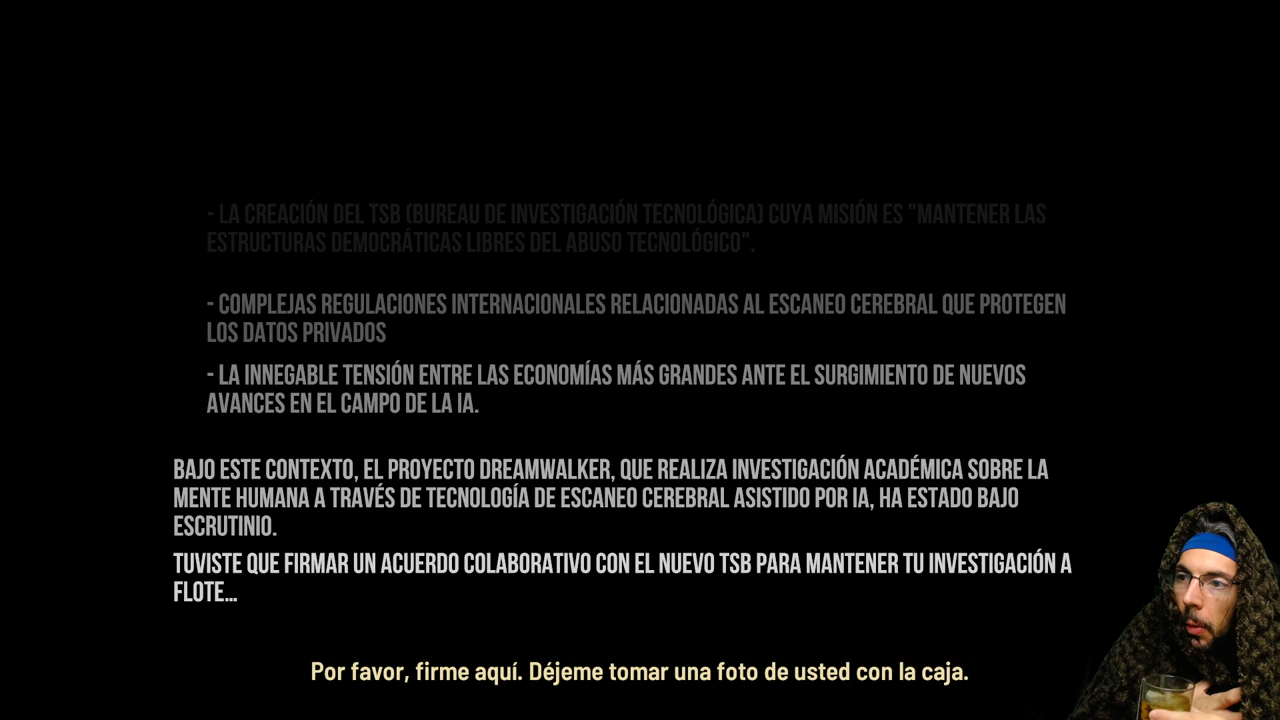 - LA CREACIÓN DEL TSB (BUREAU DE INVESTIGACIÓN TECNOLÓGICA) CUYA MISIÓN ES "MANTENER LAS
ESTRUCTURAS DEMOCRÁTICAS LIBRES DEL ABUSO TECNOLÓGICO".
- COMPLEJAS REGULACIONES INTERNACIONALES RELACIONADAS AL ESCANEO CEREBRAL QUE PROTEGEN
LOS DATOS PRIVADOS
- LA INNEGABLE TENSIÓN ENTRE LAS ECONOMÍAS MÁS GRANDES ANTE EL SURGIMIENTO DE NUEVOS
AVANCES EN EL CAMPO DE LA IA.
BAJO ESTE CONTEXTO, EL PROYECTO DREAMWALKER, QUE REALIZA INVESTIGACIÓN ACADÉMICA SOBRE LA
MENTE HUMANA A TRAVÉS DE TECNOLOGÍA DE ESCANEO CEREBRAL ASISTIDO POR IA, HA ESTADO BAJO
ESCRUTINIO.
TUVISTE QUE FIRMAR UN ACUERDO COLABORATIVO CON EL NUEVO TSB PARA MANTENER TU INVESTIGACIÓN A
FLOTE...
Por favor, firme aquí. Déjeme tomar una foto de usted con la caja.